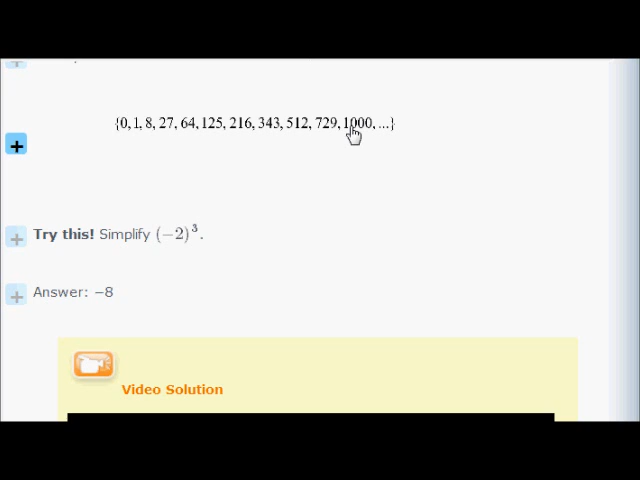 {0, 1, 8, 27, 64, 125, 216, 343, 512, 729, 1000, ...}
Try this! Simplify (−2)³.
Answer: −8
Video Solution